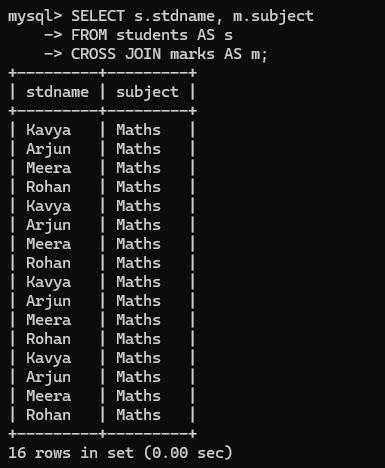 mysql> SELECT s.stdname, m.subject
    -> FROM students AS s
    -> CROSS JOIN marks AS m;
+---------+---------+
| stdname | subject |
+---------+---------+
| Kavya   | Maths   |
| Arjun   | Maths   |
| Meera   | Maths   |
| Rohan   | Maths   |
| Kavya   | Maths   |
| Arjun   | Maths   |
| Meera   | Maths   |
| Rohan   | Maths   |
| Kavya   | Maths   |
| Arjun   | Maths   |
| Meera   | Maths   |
| Rohan   | Maths   |
| Kavya   | Maths   |
| Arjun   | Maths   |
| Meera   | Maths   |
| Rohan   | Maths   |
+---------+---------+
16 rows in set (0.00 sec)